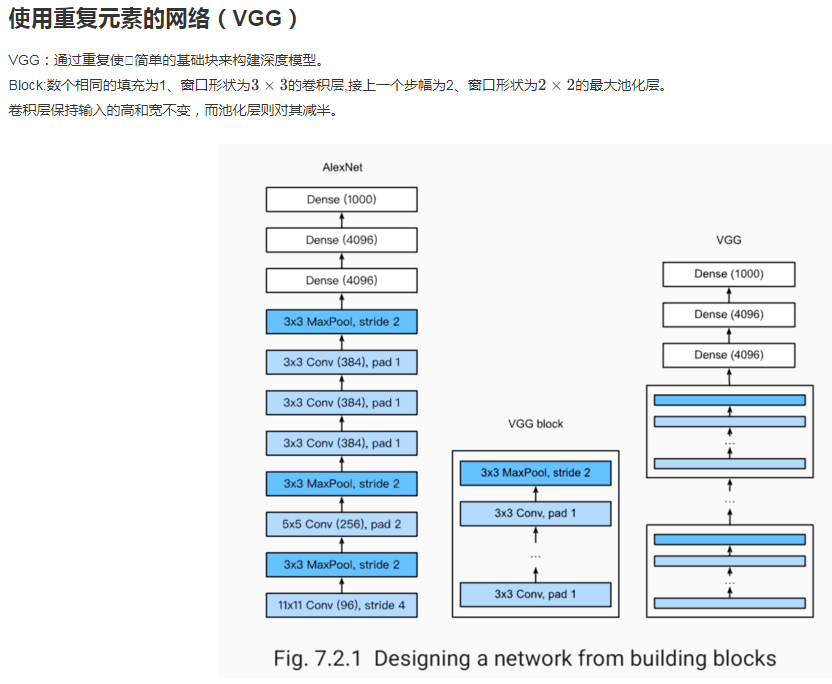 使用重复元素的网络（VGG）
VGG：通过重复使□简单的基础块来构建深度模型。
Block:数个相同的填充为1、窗口形状为3 × 3的卷积层,接上一个步幅为2、窗口形状为2 × 2的最大池化层。
卷积层保持输入的高和宽不变，而池化层则对其减半。
AlexNet
Dense (1000)
Dense (4096)
Dense (4096)
3x3 MaxPool, stride 2
3x3 Conv (384), pad 1
3x3 Conv (384), pad 1
3x3 Conv (384), pad 1
3x3 MaxPool, stride 2
5x5 Conv (256), pad 2
3x3 MaxPool, stride 2
11x11 Conv (96), stride 4
VGG block
3x3 MaxPool, stride 2
3x3 Conv, pad 1
...
3x3 Conv, pad 1
VGG
Dense (1000)
Dense (4096)
Dense (4096)
...
...
...
Fig. 7.2.1 Designing a network from building blocks